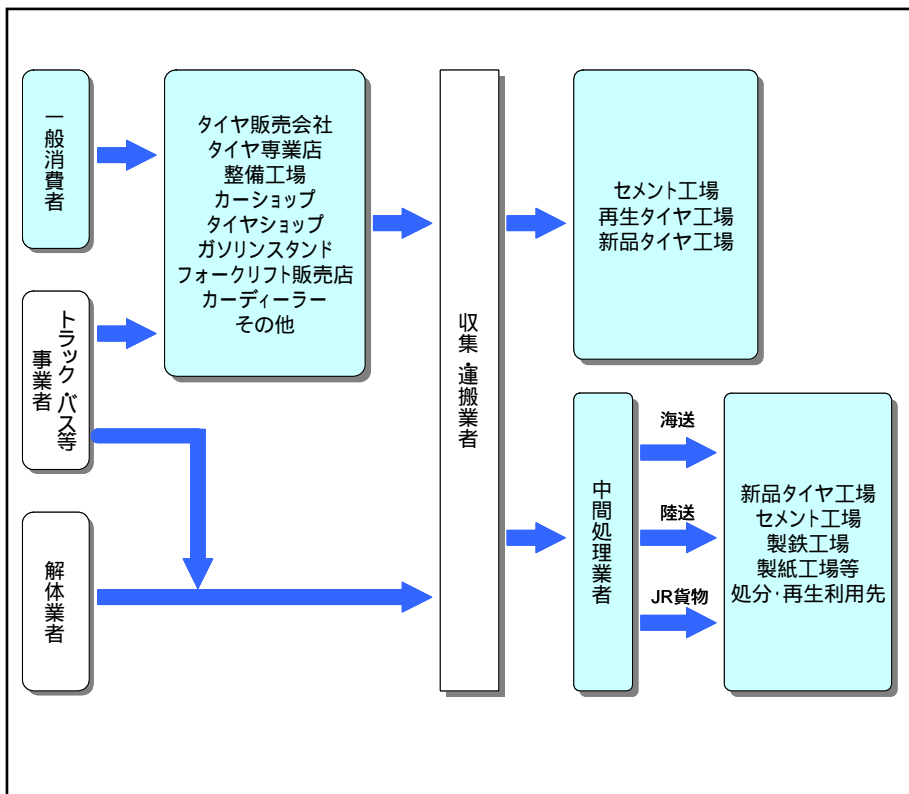 一般消費者
トラック・バス等
事業者
解体業者
タイヤ販売会社
タイヤ専業店
整備工場
カーショップ
タイヤショップ
ガソリンスタンド
フォークリフト販売店
カーディーラー
その他
収集・運搬業者
セメント工場
再生タイヤ工場
新品タイヤ工場
中間処理業者
海送
陸送
JR貨物
新品タイヤ工場
セメント工場
製鉄工場
製紙工場等
処分・再生利用先